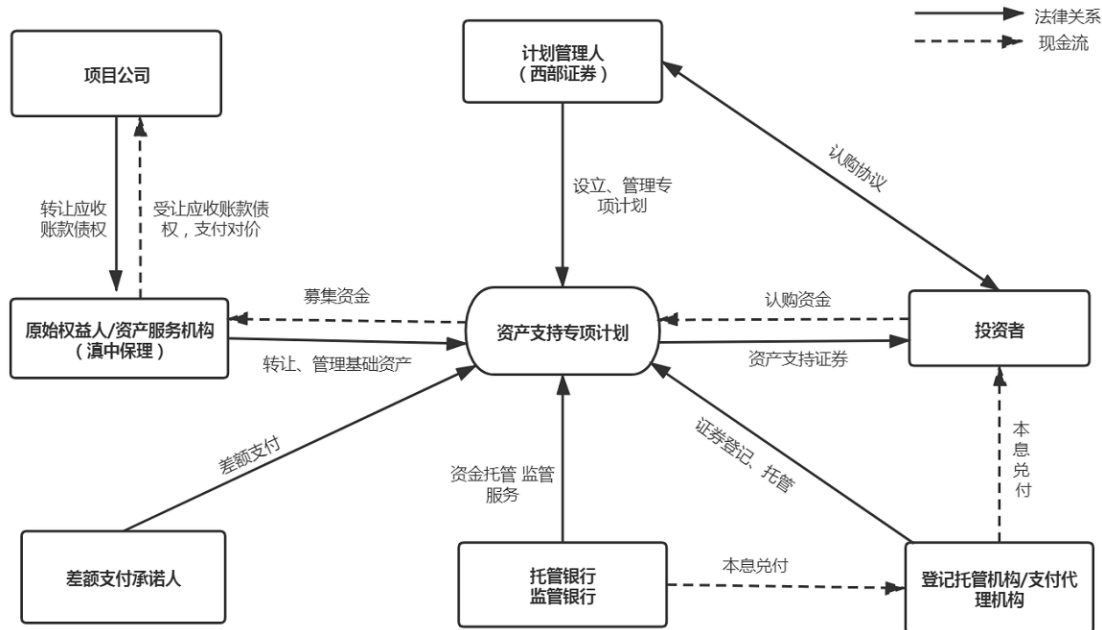 法律关系
现金流
项目公司
计划管理人
（西部证券）
认购协议
设立、管理专
项计划
转让应收
账款债权
受让应收账款债
权，支付对价
募集资金
认购资金
原始权益人/资产服务机构
（滇中保理）
资产支持专项计划
投资者
转让、管理基础资产
资产支持证券
差额支付
资金托管 监管
服务
证券登记、托管
本
息
兑
付
差额支付承诺人
托管银行
监管银行
本息兑付
登记托管机构/支付代
理机构